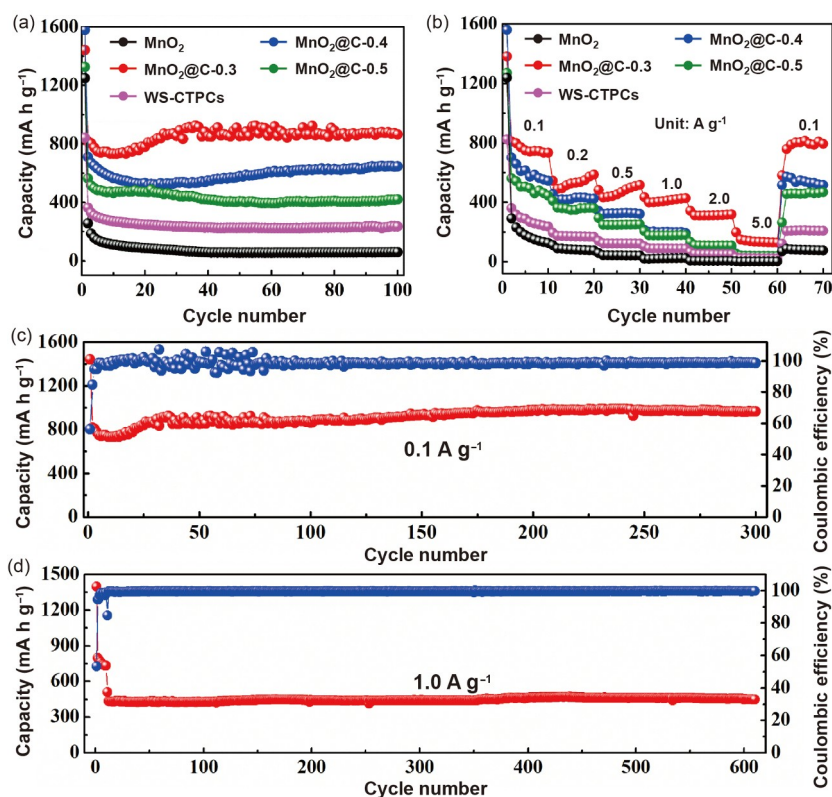 (a)
1600
1200
800
400
0
Capacity (mA h g⁻¹)
MnO₂
MnO₂@C-0.4
MnO₂@C-0.3
MnO₂@C-0.5
WS-CTPCs
0 20 40 60 80 100
Cycle number
(b)
1600
1200
800
400
0
Capacity (mA h g⁻¹)
MnO₂
MnO₂@C-0.4
MnO₂@C-0.3
MnO₂@C-0.5
WS-CTPCs
Unit: A g⁻¹
0.1 0.2 0.5 1.0 2.0 5.0 0.1
0 10 20 30 40 50 60 70
Cycle number
(c)
1600
1200
800
400
0
Capacity (mA h g⁻¹)
0.1 A g⁻¹
100
80
60
40
20
0
Coulombic efficiency (%)
0 50 100 150 200 250 300
Cycle number
(d)
1500
1200
900
600
300
0
Capacity (mA h g⁻¹)
1.0 A g⁻¹
100
80
60
40
20
0
Coulombic efficiency (%)
0 100 200 300 400 500 600
Cycle number